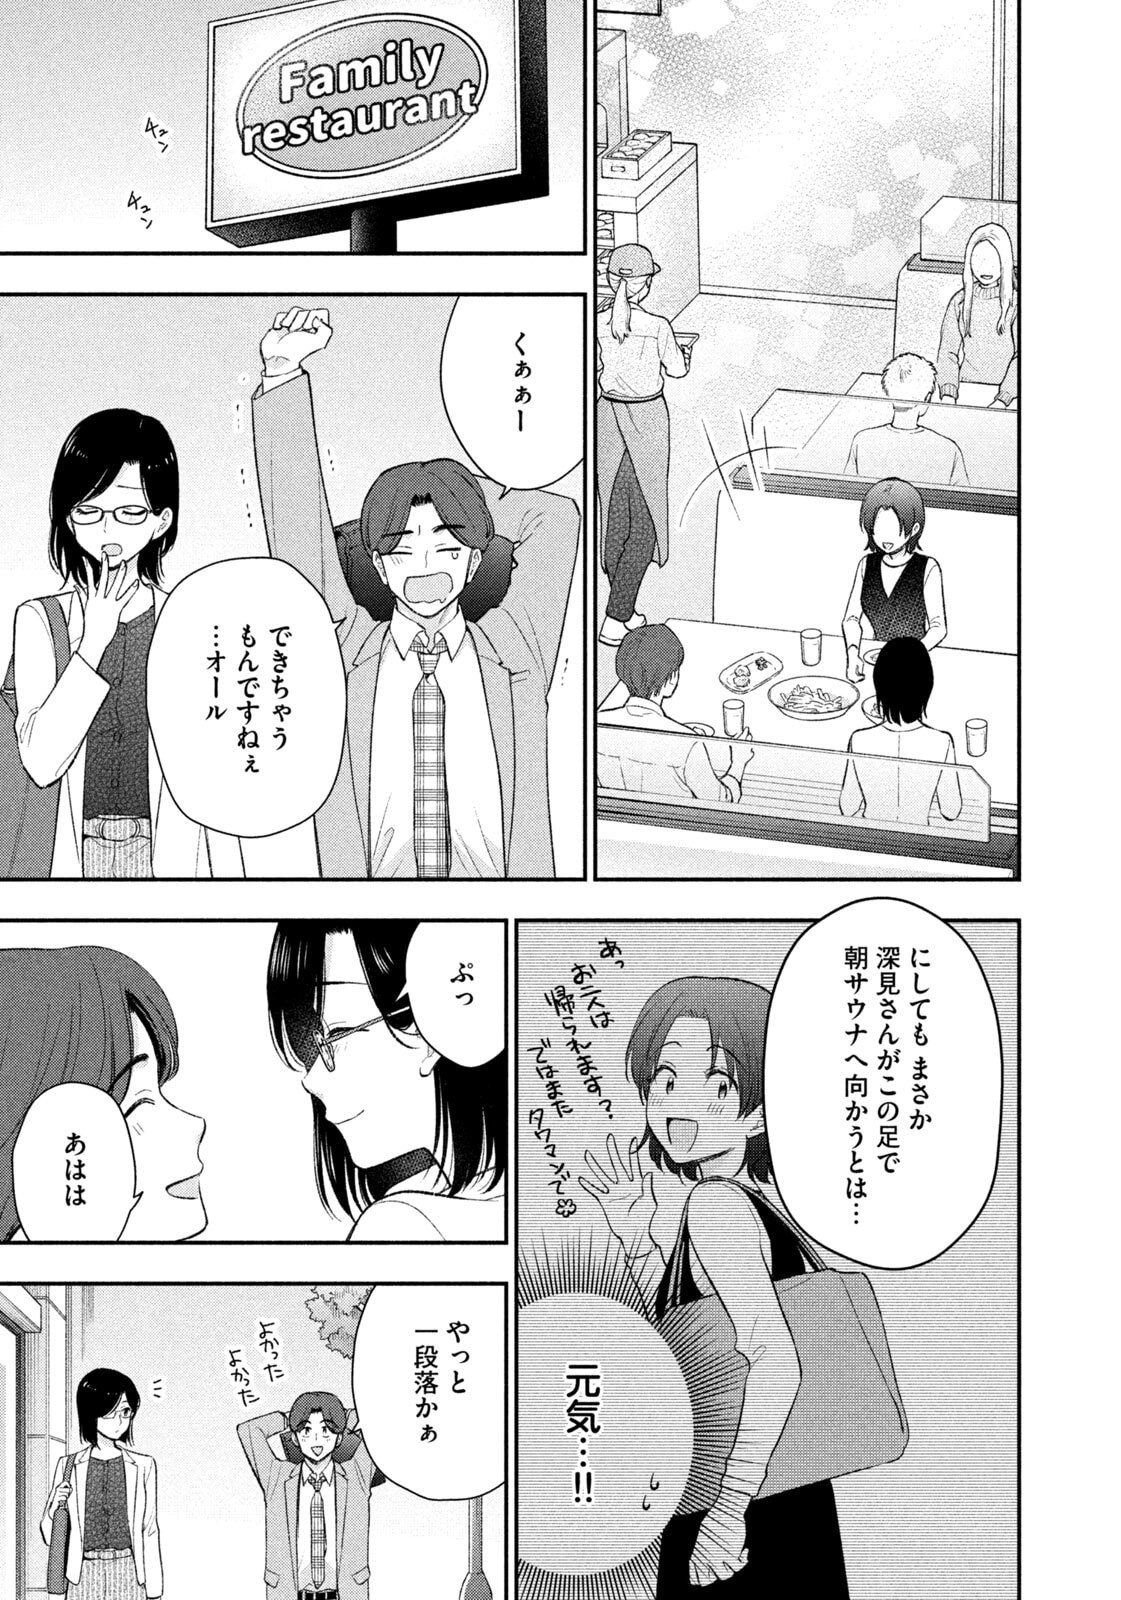 Family
restaurant
チュン
チュン
くぁぁー
できちゃう
もんですねぇ
…オール
にしても まさか
深見さんがこの足で
朝サウナへ向かうとは…
あっ
お二人は
帰られます?
ではまた
タワマンで
元気…!!
ぷっ
あはは
やっと
一段落かぁ
よかった
よかった